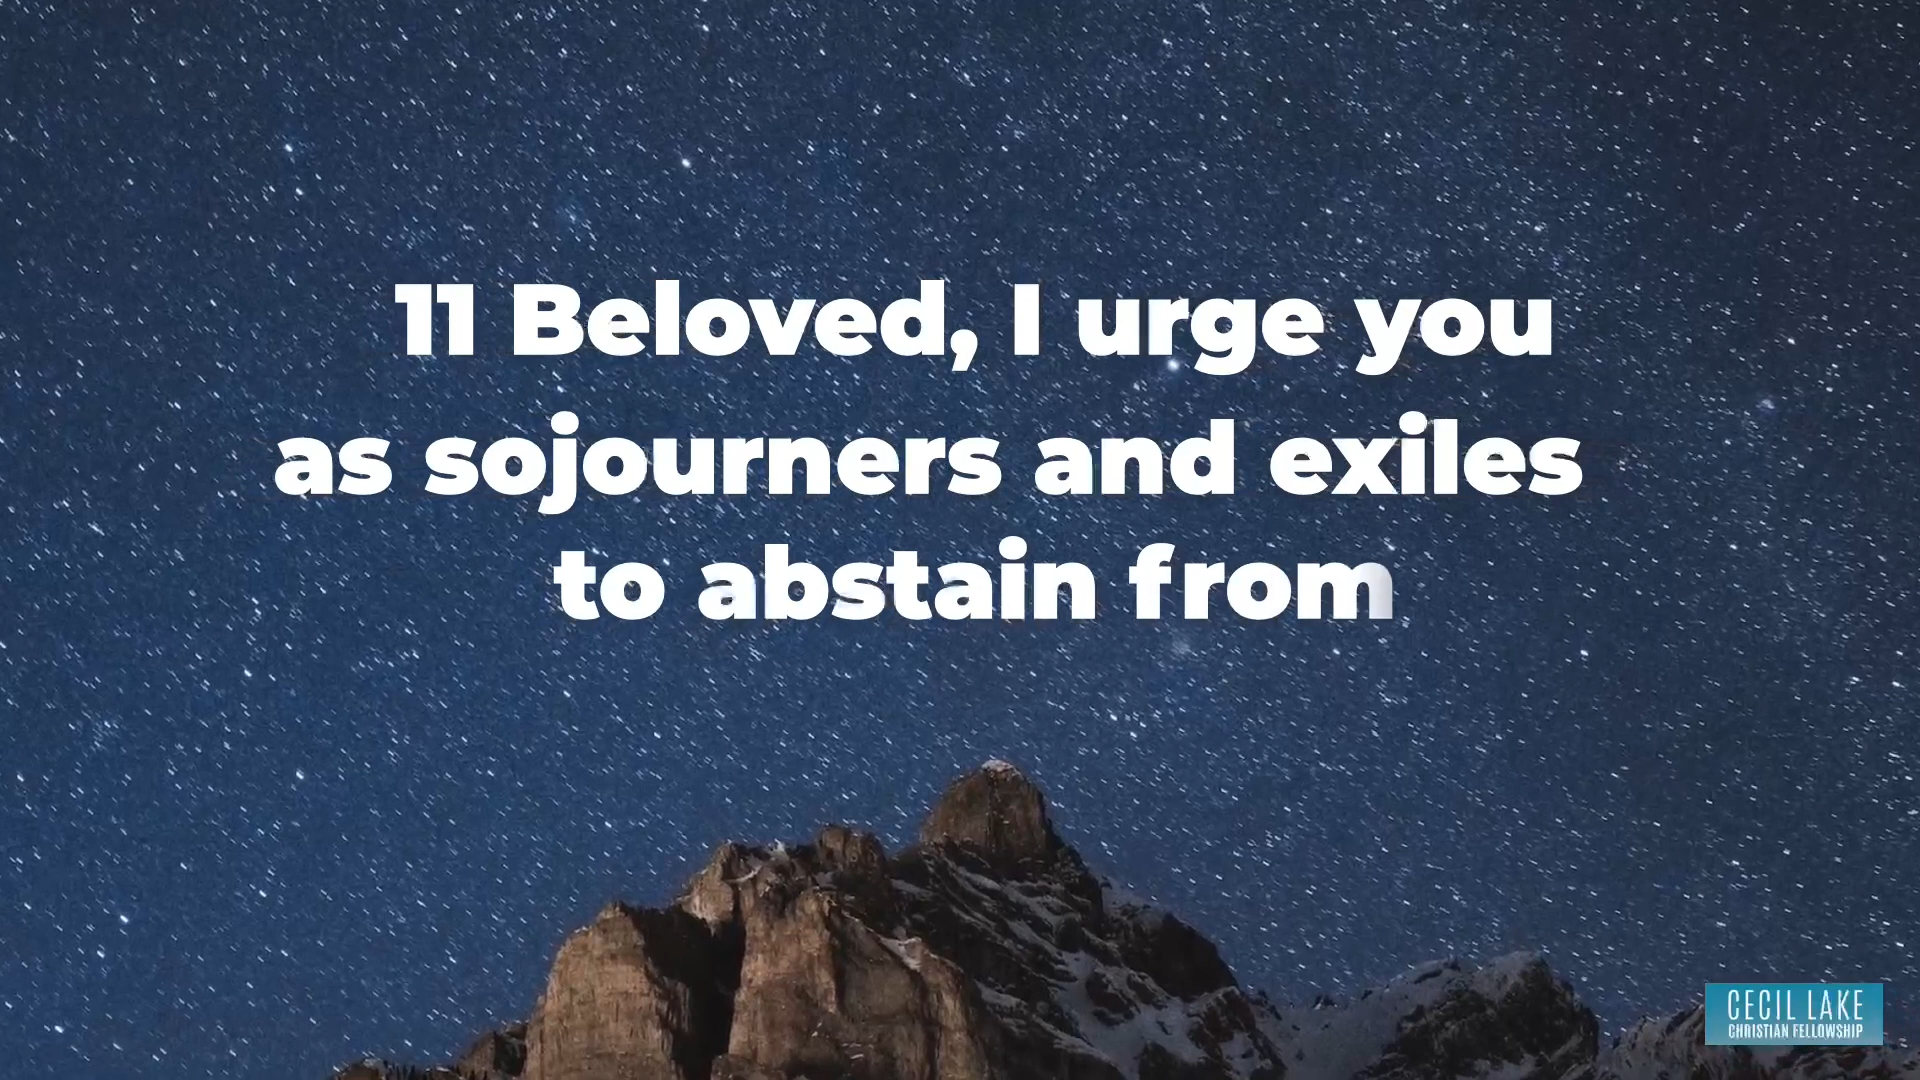 11 Beloved, I urge you
as sojourners and exiles
to abstain from
CECIL LAKE
CHRISTIAN FELLOWSHIP